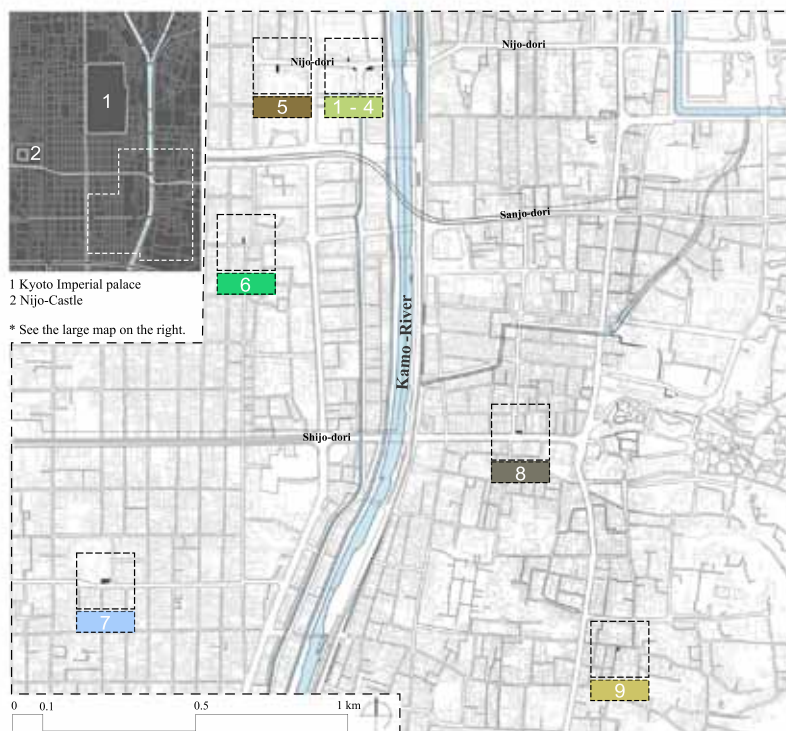 1
2
1 Kyoto Imperial palace
2 Nijo-Castle
* See the large map on the right.
Nijo-dori
Nijo-dori
5
1 - 4
Sanjo-dori
6
Kamo -River
Shijo-dori
8
7
9
0
0.1
0.5
1 km